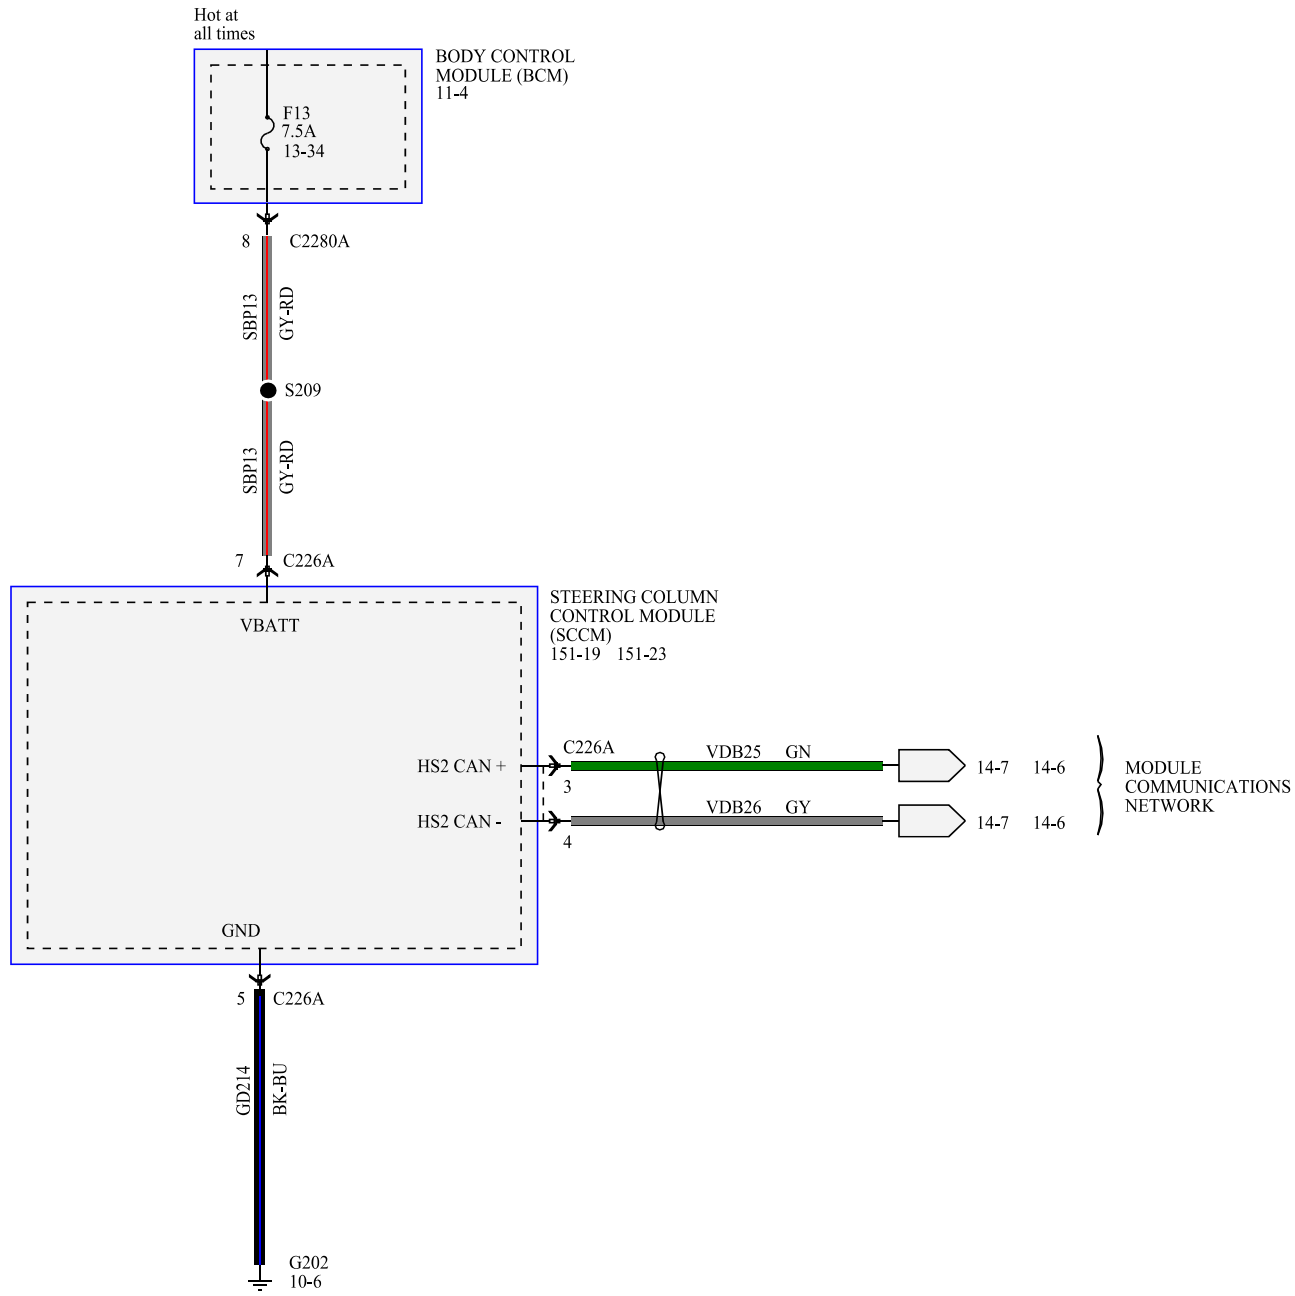 Hot at
all times
BODY CONTROL
MODULE (BCM)
11-4
F13
7.5A
13-34
8 C2280A
SBP13 GY-RD
S209
SBP13 GY-RD
7 C226A
STEERING COLUMN
CONTROL MODULE
(SCCM)
151-19 151-23
VBATT
C226A
VDB25 GN
HS2 CAN +
3
14-7 14-6
MODULE
COMMUNICATIONS
NETWORK
VDB26 GY
HS2 CAN -
4
14-7 14-6
GND
5 C226A
GD214 BK-BU
G202
10-6